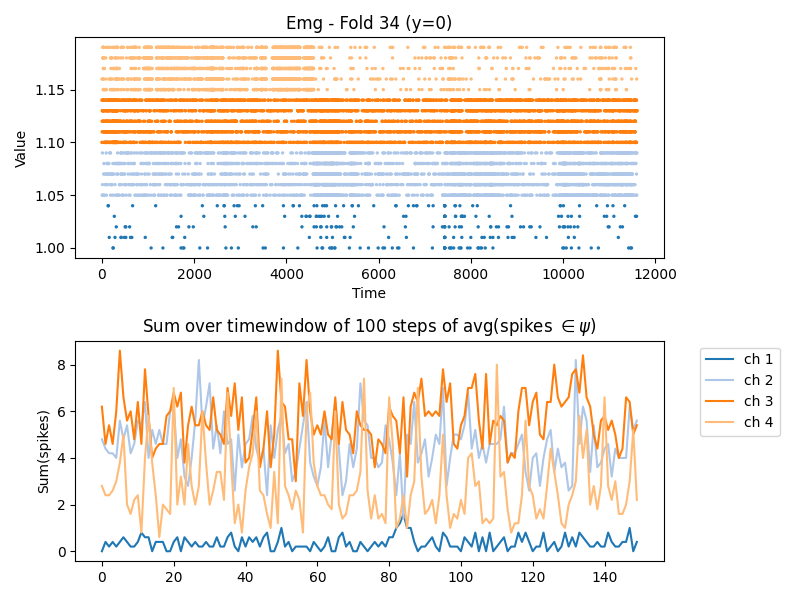 Emg - Fold 34 (y=0)
Value
1.15
1.10
1.05
1.00
0 2000 4000 6000 8000 10000 12000
Time
Sum over timewindow of 100 steps of avg(spikes ∈ψ)
Sum(spikes)
8
6
4
2
0
0 20 40 60 80 100 120 140
ch 1
ch 2
ch 3
ch 4